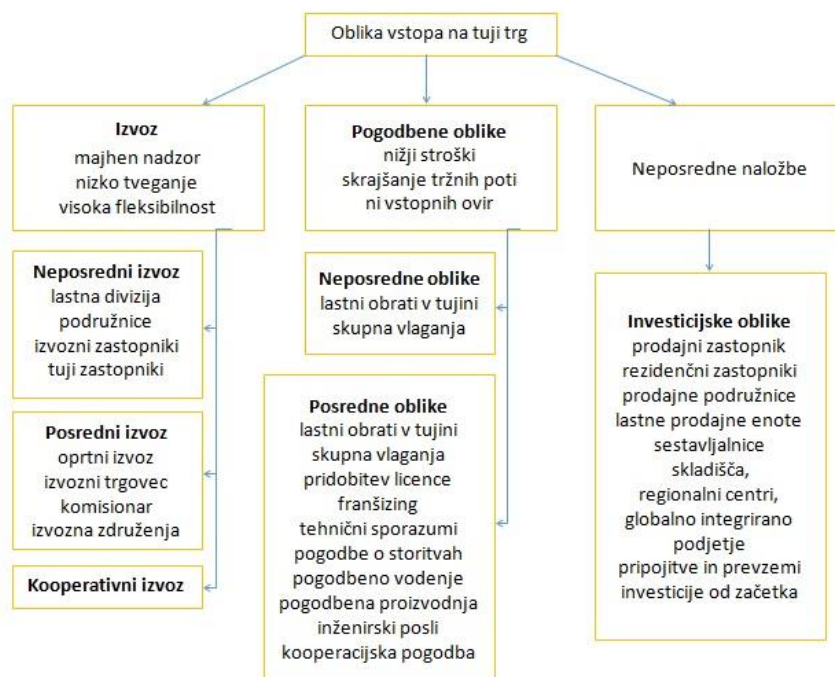 Oblika vstopa na tuji trg
Izvoz
majhen nadzor
nizko tveganje
visoka fleksibilnost
Pogodbene oblike
nižji stroški
skrajšanje tržnih poti
ni vstopnih ovir
Neposredne naložbe
Neposredni izvoz
lastna divizija
podružnice
izvozni zastopniki
tuji zastopniki
Posredni izvoz
oprtni izvoz
izvozni trgovec
komisionar
izvozna združenja
Kooperativni izvoz
Neposredne oblike
lastni obrati v tujini
skupna vlaganja
Posredne oblike
lastni obrati v tujini
skupna vlaganja
pridobitev licence
franšizing
tehnični sporazumi
pogodbe o storitvah
pogodbeno vodenje
pogodbena proizvodnja
inženirski posli
kooperacijska pogodba
Investicijske oblike
prodajni zastopnik
rezidenčni zastopniki
prodajne podružnice
lastne prodajne enote
sestavljalnice
skladišča,
regionalni centri,
globalno integrirano
podjetje
pripojitve in prevzemi
investicije od začetka